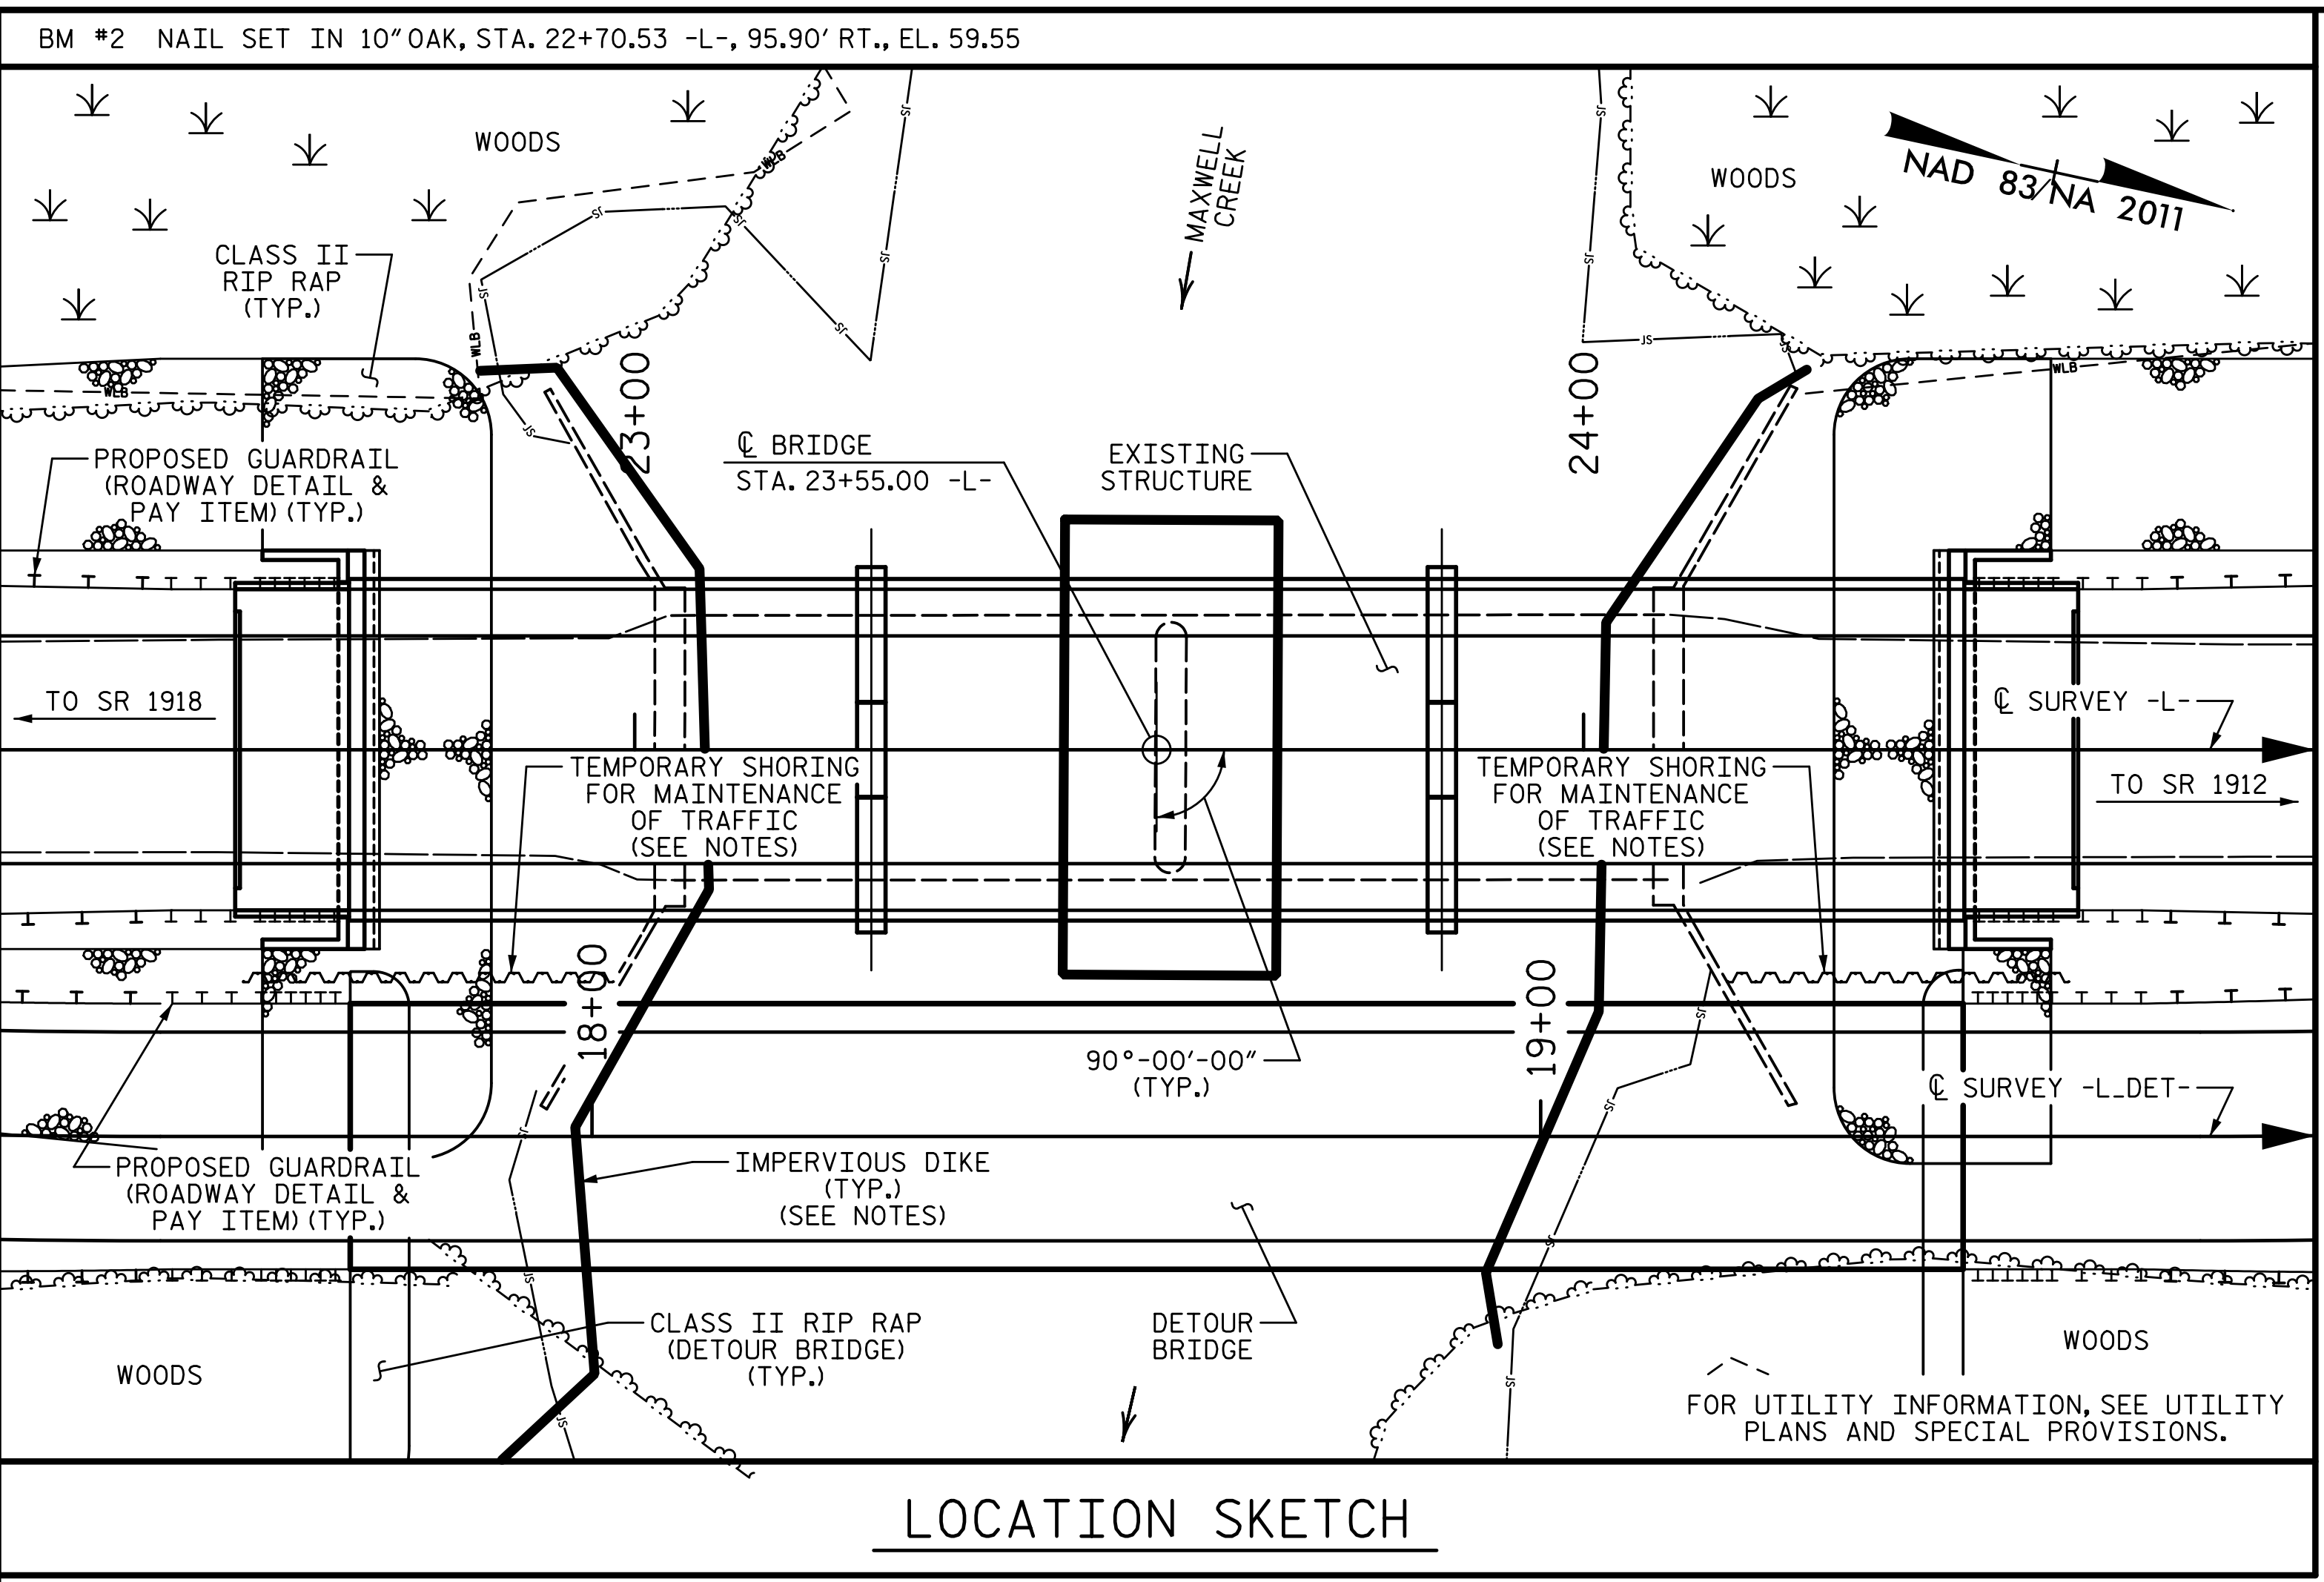 BM #2 NAIL SET IN 10" OAK, STA. 22+70.53 -L-, 95.90' RT., EL. 59.55
WOODS
MAXWELL
CREEK
WOODS
NAD 83/NA 2011
WLB
JS
CLASS II
RIP RAP
(TYP.)
WLB
WLB
WLB
23+00
24+00
PROPOSED GUARDRAIL
(ROADWAY DETAIL &
PAY ITEM) (TYP.)
℄ BRIDGE
STA. 23+55.00 -L-
EXISTING
STRUCTURE
TO SR 1918
℄ SURVEY -L-
TO SR 1912
TEMPORARY SHORING
FOR MAINTENANCE
OF TRAFFIC
(SEE NOTES)
TEMPORARY SHORING
FOR MAINTENANCE
OF TRAFFIC
(SEE NOTES)
18+00
19+00
90°-00'-00"
(TYP.)
℄ SURVEY -L_DET-
PROPOSED GUARDRAIL
(ROADWAY DETAIL &
PAY ITEM) (TYP.)
IMPERVIOUS DIKE
(TYP.)
(SEE NOTES)
CLASS II RIP RAP
(DETOUR BRIDGE)
(TYP.)
DETOUR
BRIDGE
WOODS
WOODS
FOR UTILITY INFORMATION, SEE UTILITY
PLANS AND SPECIAL PROVISIONS.
LOCATION SKETCH